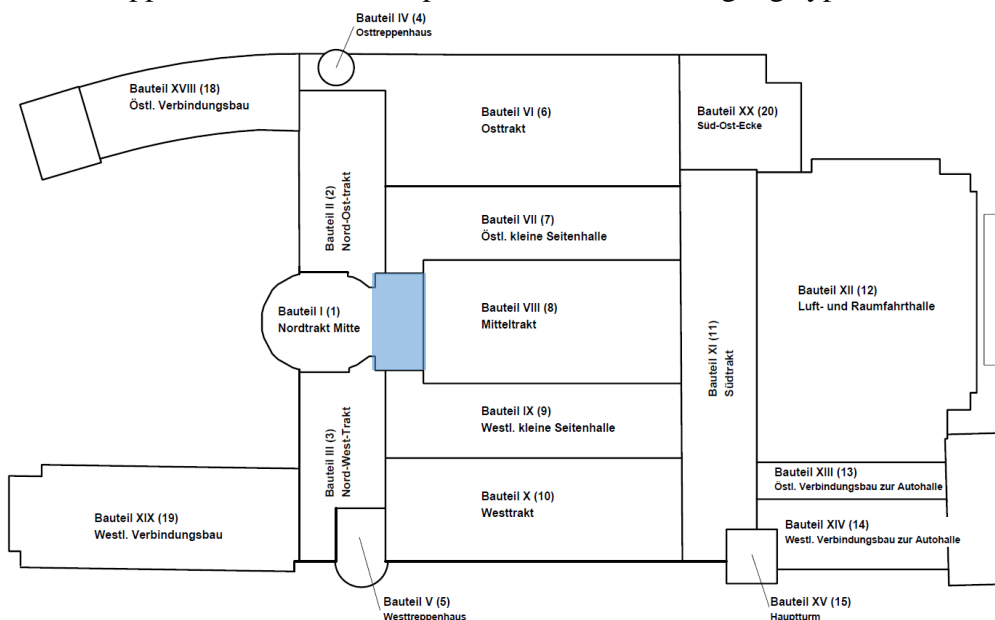 Bauteil IV (4)
Osttreppenhaus
Bauteil XVIII (18)
Östl. Verbindungsbau
Bauteil VI (6)
Osttrakt
Bauteil XX (20)
Süd-Ost-Ecke
Bauteil II (2)
Nord-Ost-trakt
Bauteil VII (7)
Östl. kleine Seitenhalle
Bauteil I (1)
Nordtrakt Mitte
Bauteil VIII (8)
Mitteltrakt
Bauteil XI (11)
Südtrakt
Bauteil XII (12)
Luft- und Raumfahrthalle
Bauteil III (3)
Nord-West-Trakt
Bauteil IX (9)
Westl. kleine Seitenhalle
Bauteil XIII (13)
Östl. Verbindungsbau zur Autohalle
Bauteil X (10)
Westtrakt
Bauteil XIX (19)
Westl. Verbindungsbau
Bauteil XIV (14)
Westl. Verbindungsbau zur Autohalle
Bauteil V (5)
Westtreppenhaus
Bauteil XV (15)
Hauptturm